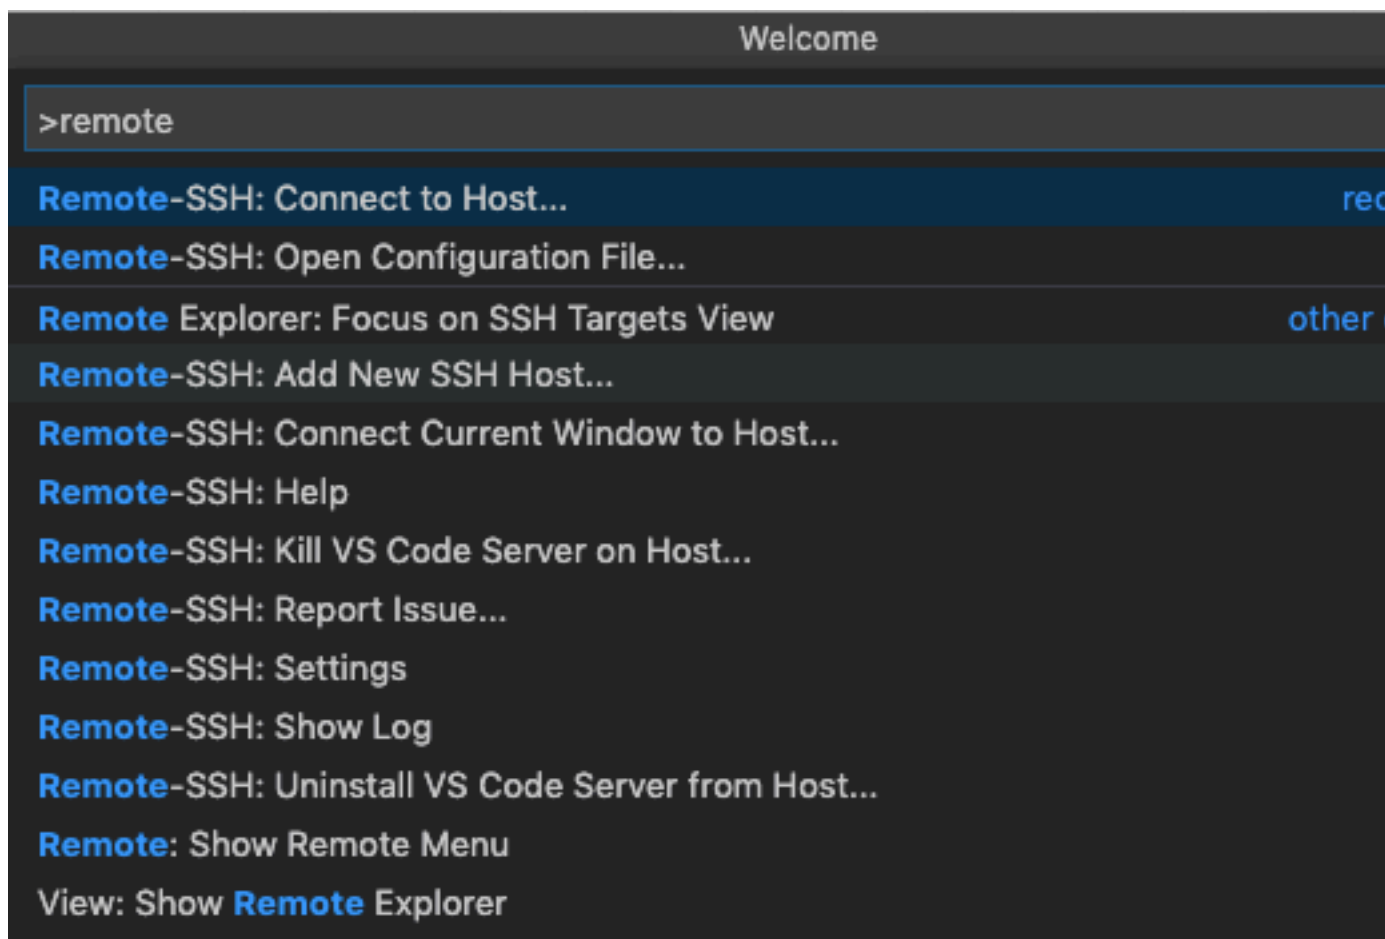 Welcome
>remote
Remote-SSH: Connect to Host...
Remote-SSH: Open Configuration File...
Remote Explorer: Focus on SSH Targets View other
Remote-SSH: Add New SSH Host...
Remote-SSH: Connect Current Window to Host...
Remote-SSH: Help
Remote-SSH: Kill VS Code Server on Host...
Remote-SSH: Report Issue...
Remote-SSH: Settings
Remote-SSH: Show Log
Remote-SSH: Uninstall VS Code Server from Host...
Remote: Show Remote Menu
View: Show Remote Explorer